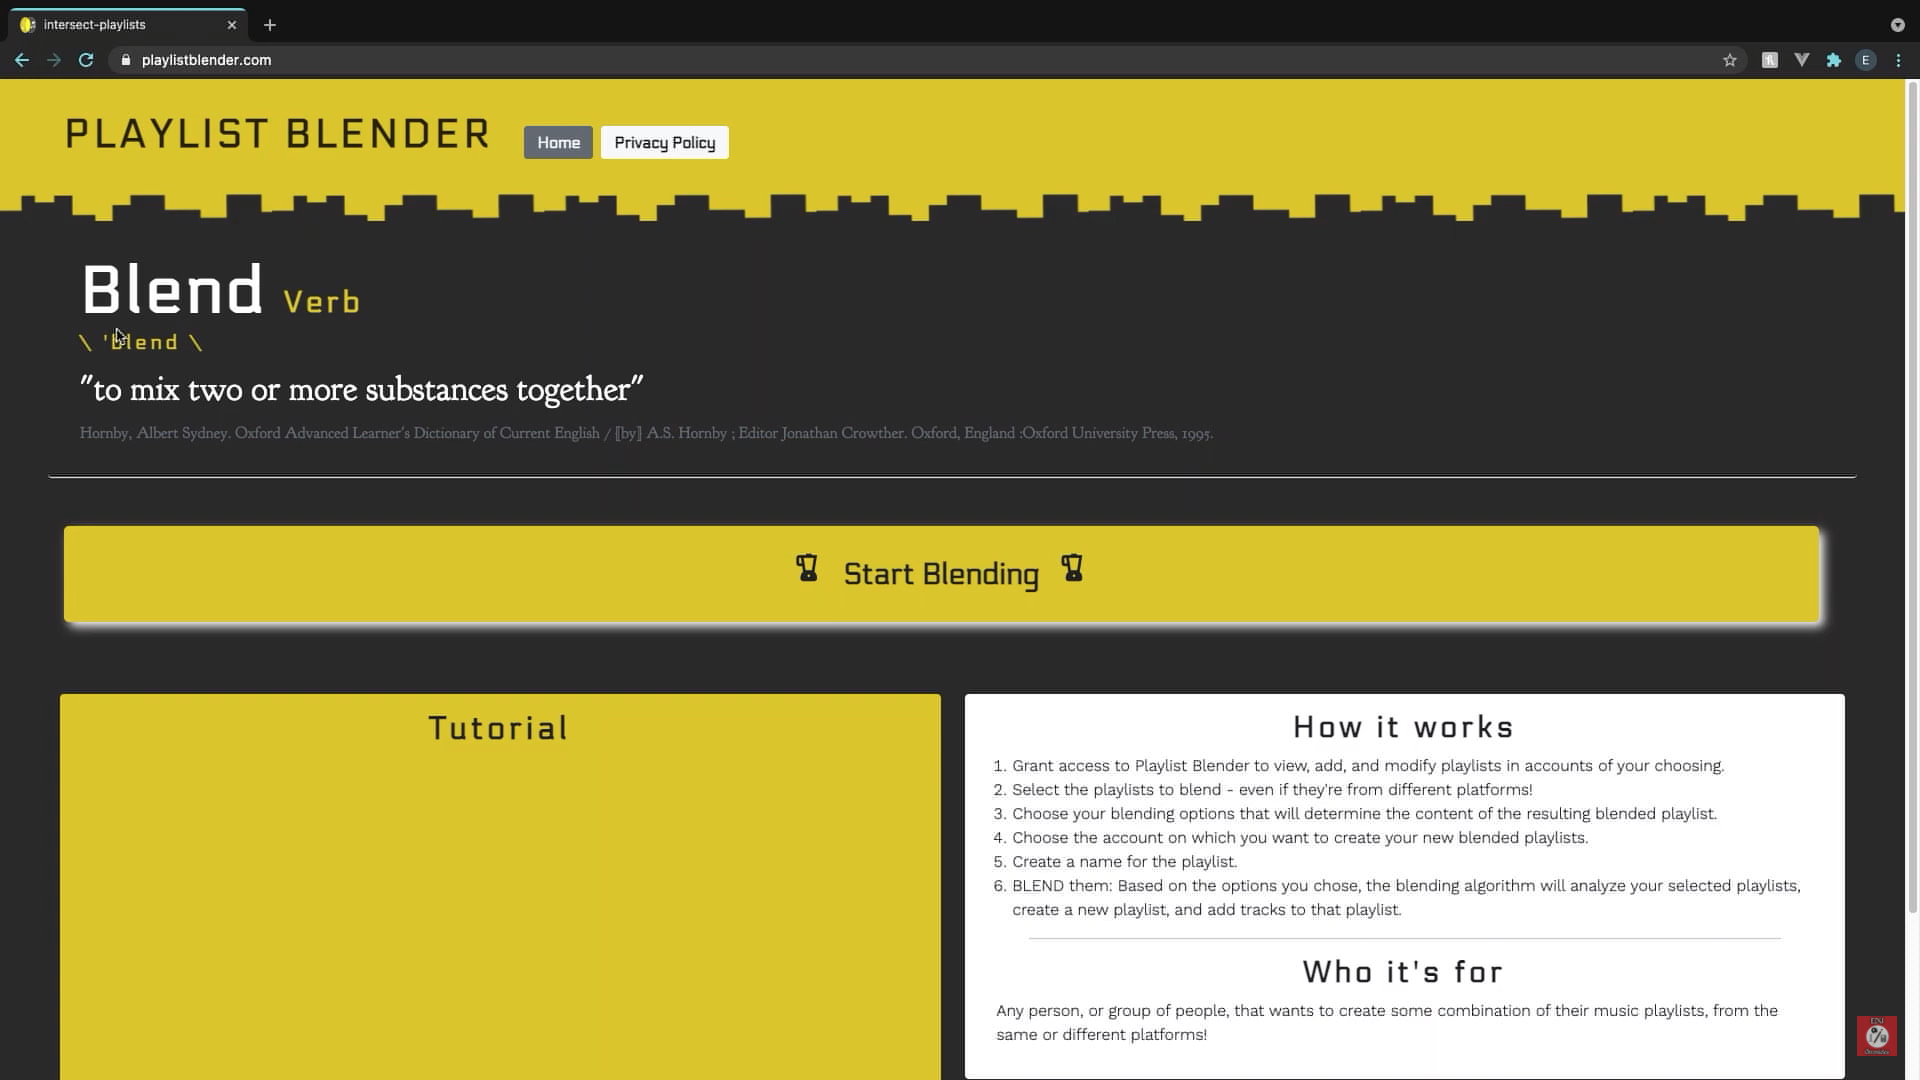 intersect-playlists
playlistblender.com
E
PLAYLIST BLENDER
Home
Privacy Policy
Blend Verb
\ 'blend \
"to mix two or more substances together"
Hornby, Albert Sydney. Oxford Advanced Learner's Dictionary of Current English / [by] A.S. Hornby ; Editor Jonathan Crowther. Oxford, England :Oxford University Press, 1995.
Start Blending
Tutorial
How it works
1. Grant access to Playlist Blender to view, add, and modify playlists in accounts of your choosing.
2. Select the playlists to blend - even if they're from different platforms!
3. Choose your blending options that will determine the content of the resulting blended playlist.
4. Choose the account on which you want to create your new blended playlists.
5. Create a name for the playlist.
6. BLEND them: Based on the options you chose, the blending algorithm will analyze your selected playlists,
create a new playlist, and add tracks to that playlist.
Who it's for
Any person, or group of people, that wants to create some combination of their music playlists, from the
same or different platforms!